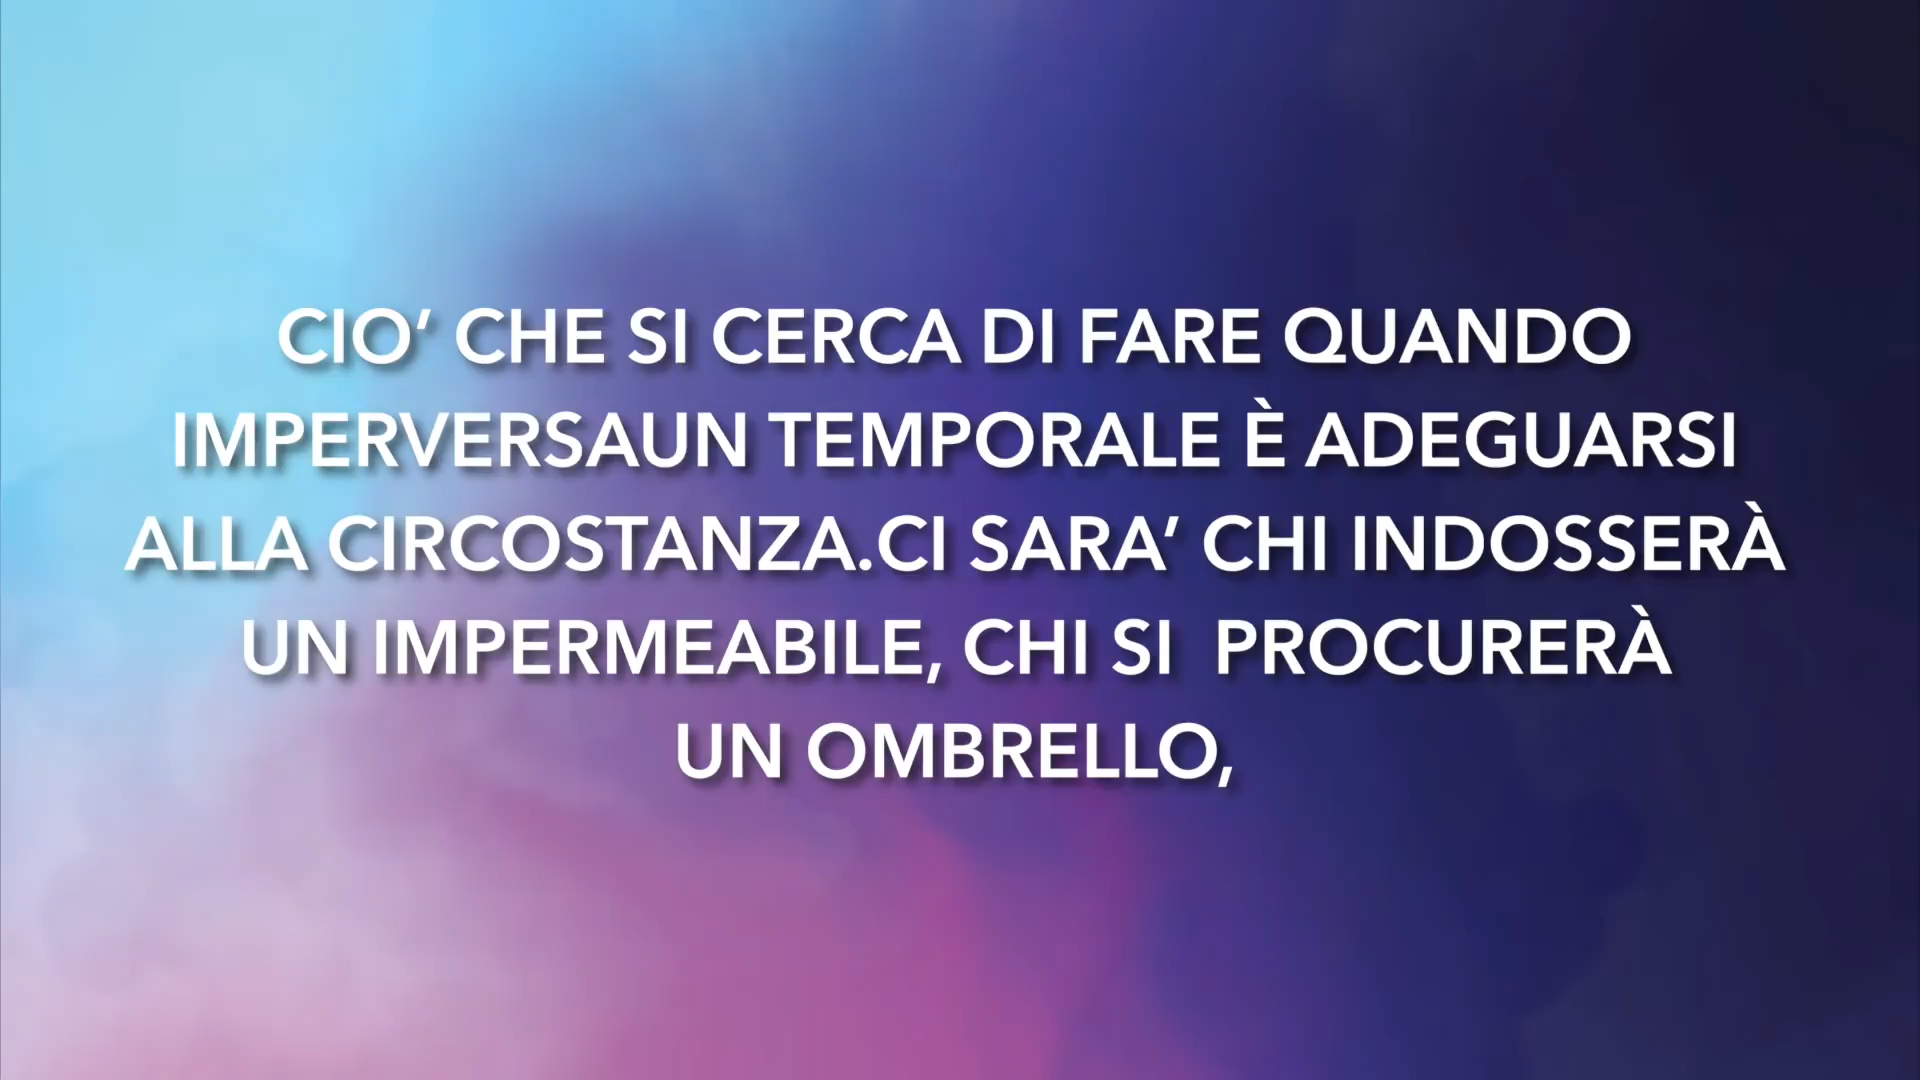 CIO’ CHE SI CERCA DI FARE QUANDO
IMPERVERSAUN TEMPORALE È ADEGUARSI
ALLA CIRCOSTANZA.CI SARA’ CHI INDOSSERÀ
UN IMPERMEABILE, CHI SI  PROCURERÀ
UN OMBRELLO,